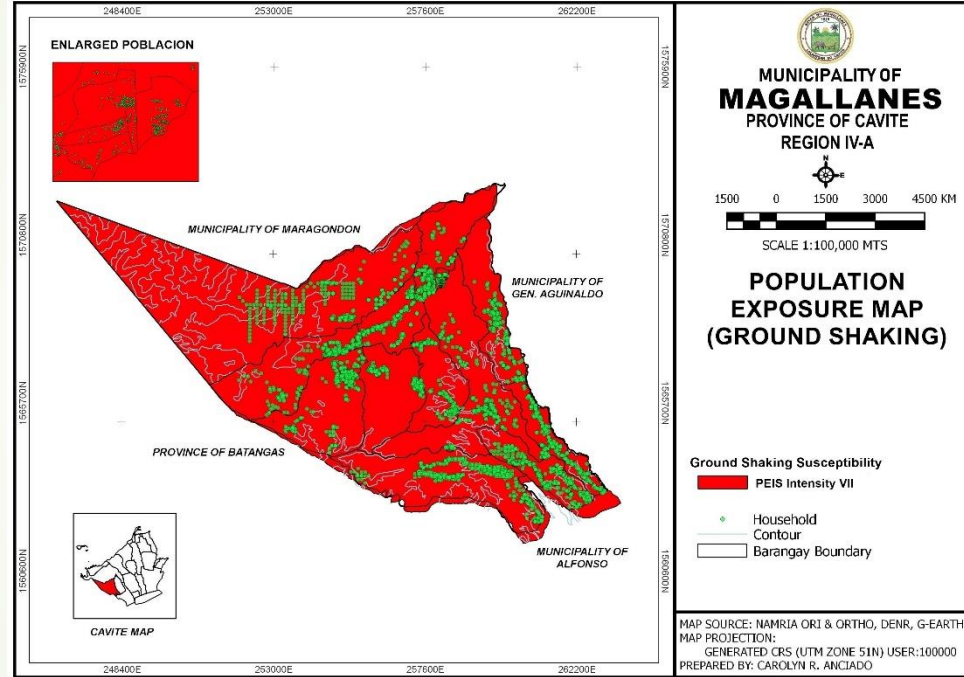 248400E 253000E 257600E 262200E
ENLARGED POBLACION
1575900N
1575900N
MUNICIPALITY OF MARAGONDON
1570800N
1570800N
MUNICIPALITY OF
GEN. AGUINALDO
1565700N
1565700N
PROVINCE OF BATANGAS
MUNICIPALITY OF
ALFONSO
1560600N
1560600N
CAVITE MAP
248400E 253000E 257600E 262200E
MUNICIPALITY OF
MAGALLANES
PROVINCE OF CAVITE
REGION IV-A
N
E
1500 0 1500 3000 4500 KM
SCALE 1:100,000 MTS
POPULATION
EXPOSURE MAP
(GROUND SHAKING)
Ground Shaking Susceptibility
PEIS Intensity VII
Household
Contour
Barangay Boundary
MAP SOURCE: NAMRIA ORI & ORTHO, DENR, G-EARTH
MAP PROJECTION:
GENERATED CRS (UTM ZONE 51N) USER:100000
PREPARED BY: CAROLYN R. ANCIADO